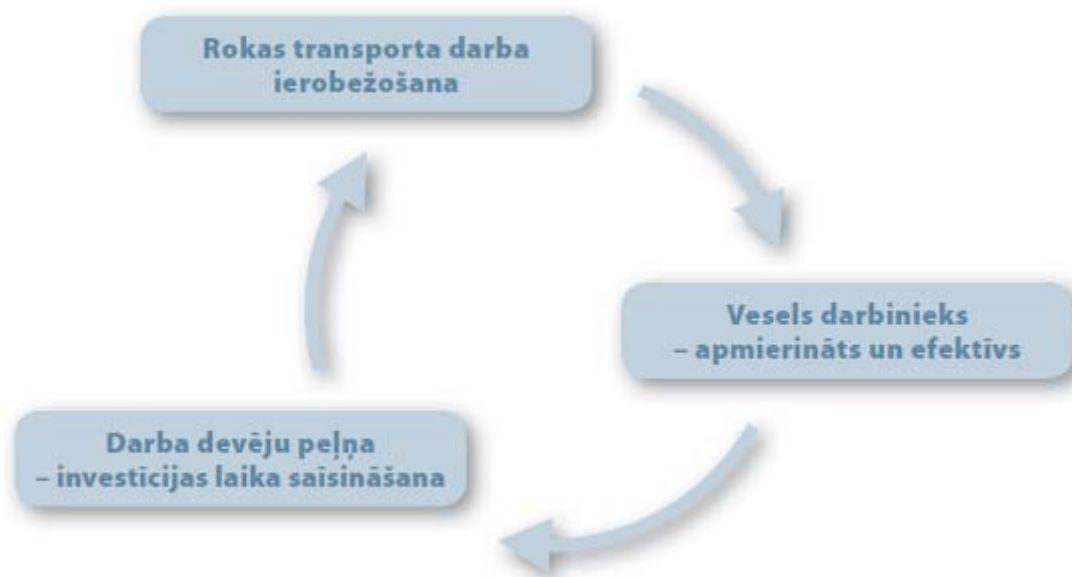 Rokas transporta darba
ierobežošana
Vesels darbinieks
– apmierināts un efektīvs
Darba devēju peļņa
– investīcijas laika saīsināšana